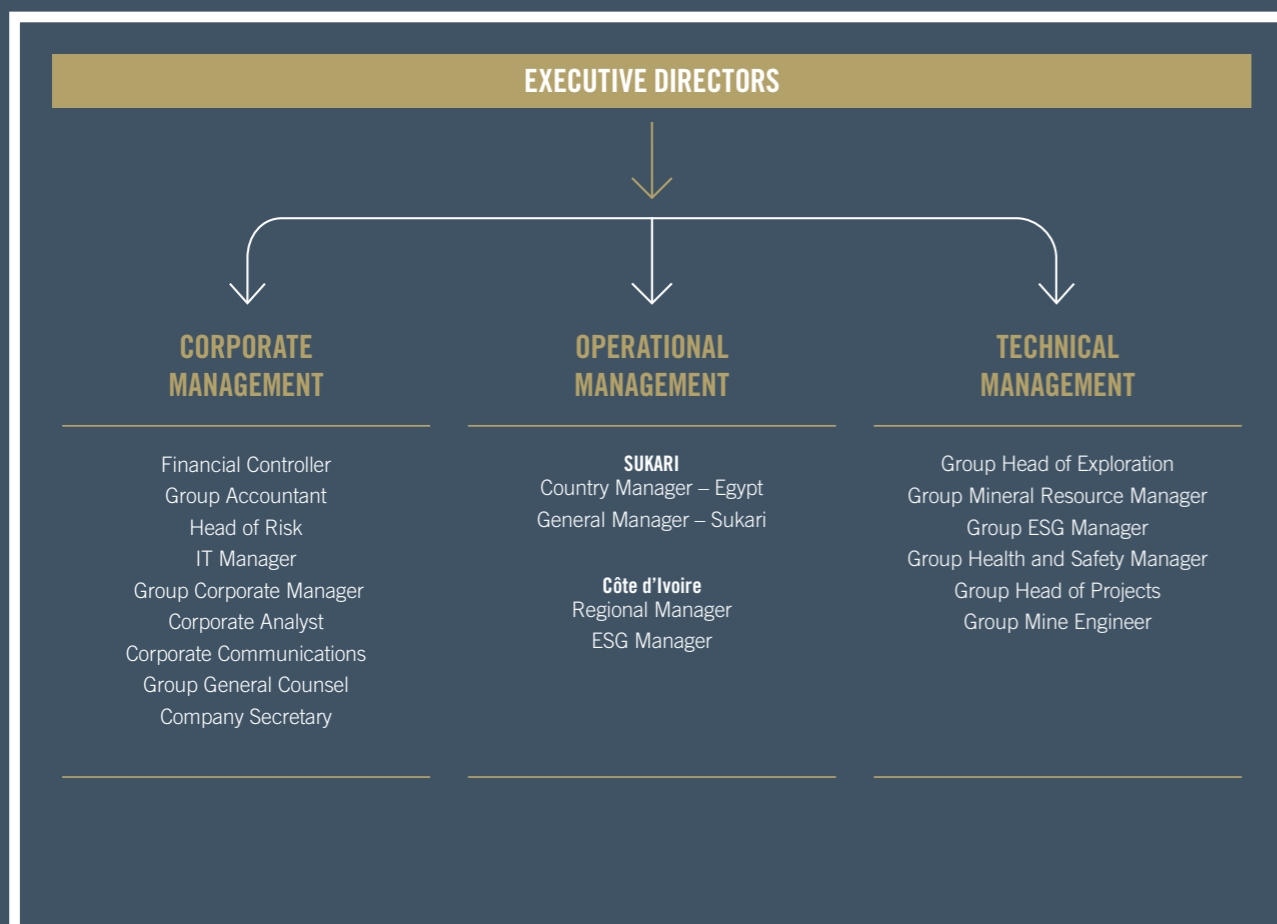 EXECUTIVE DIRECTORS
CORPORATE
MANAGEMENT
Financial Controller
Group Accountant
Head of Risk
IT Manager
Group Corporate Manager
Corporate Analyst
Corporate Communications
Group General Counsel
Company Secretary
OPERATIONAL
MANAGEMENT
SUKARI
Country Manager – Egypt
General Manager – Sukari
Côte d’Ivoire
Regional Manager
ESG Manager
TECHNICAL
MANAGEMENT
Group Head of Exploration
Group Mineral Resource Manager
Group ESG Manager
Group Health and Safety Manager
Group Head of Projects
Group Mine Engineer